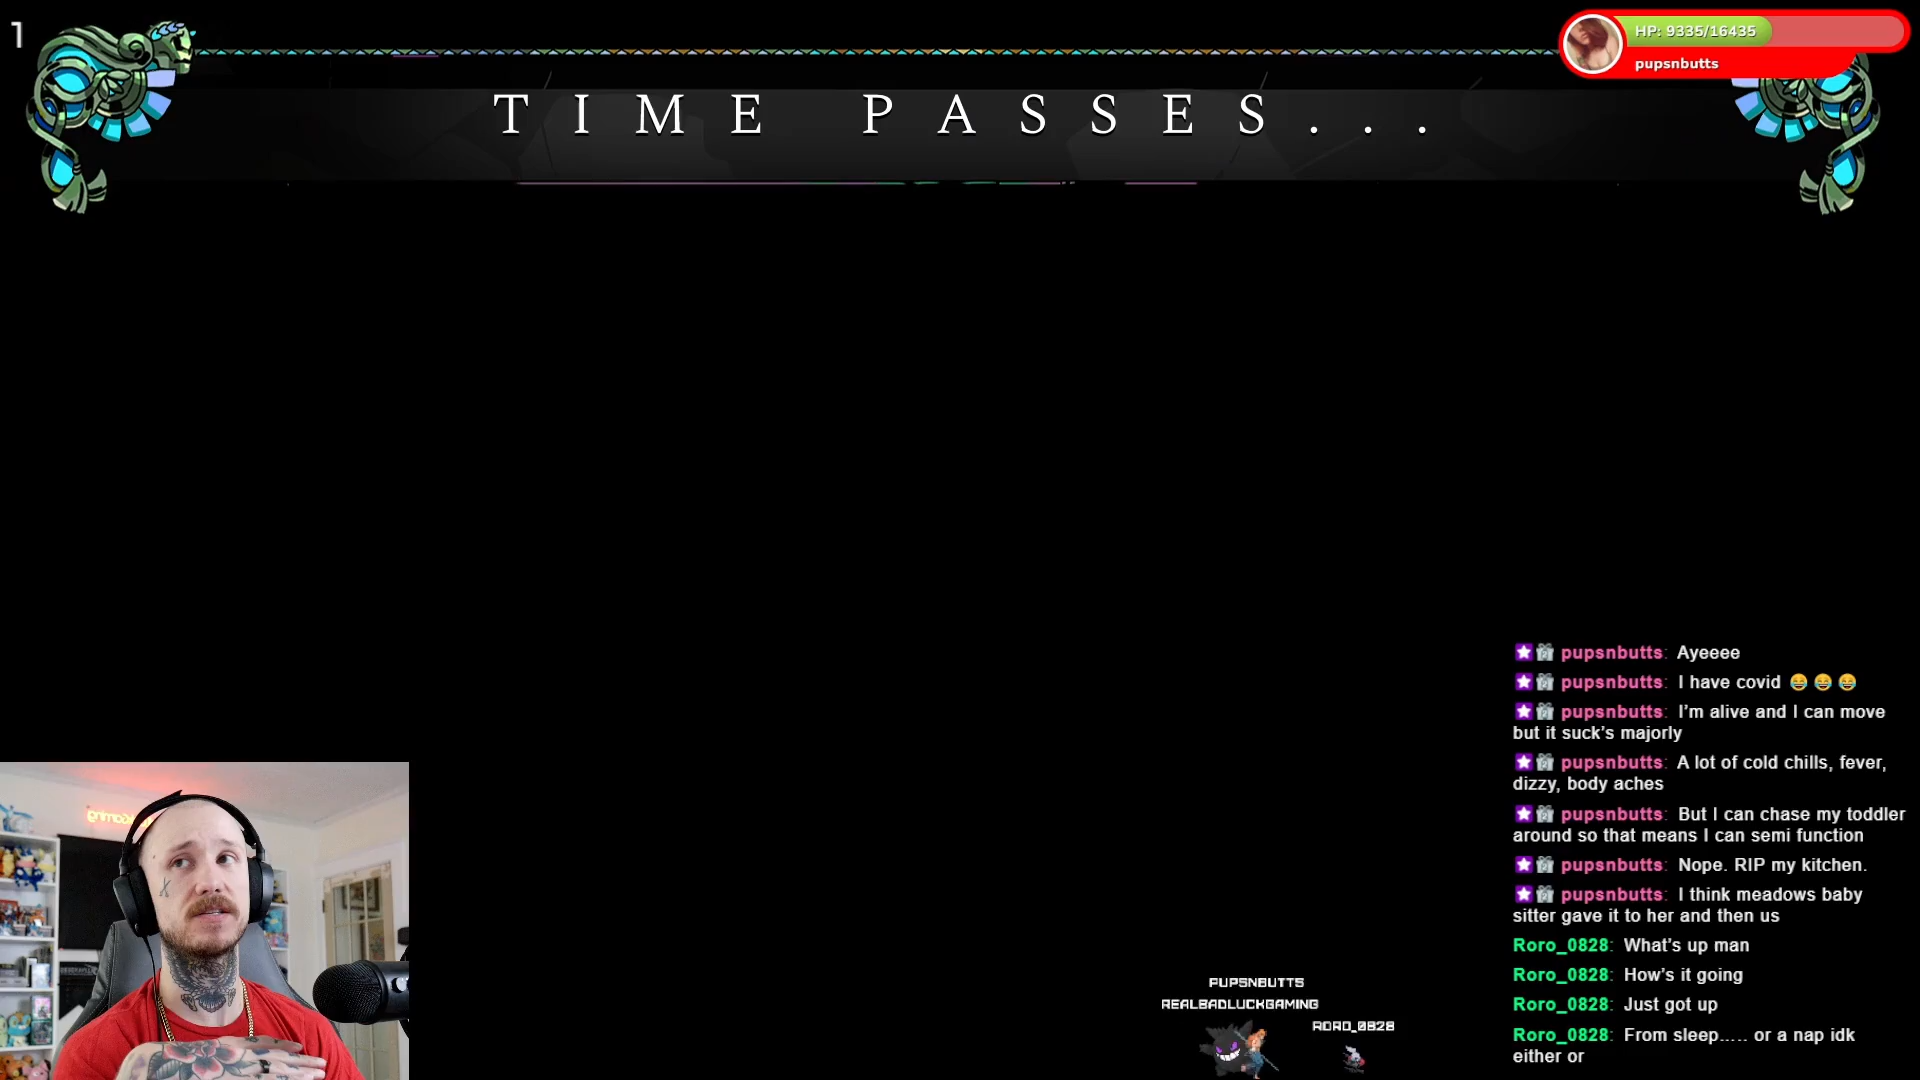 1
HP: 9335/16435
pupsnbutts
TIME PASSES...
pupsnbutts: Ayeeee
pupsnbutts: I have covid 😂 😂 😂
pupsnbutts: I’m alive and I can move
but it suck’s majorly
pupsnbutts: A lot of cold chills, fever,
dizzy, body aches
pupsnbutts: But I can chase my toddler
around so that means I can semi function
pupsnbutts: Nope. RIP my kitchen.
pupsnbutts: I think meadows baby
sitter gave it to her and then us
Roro_0828: What’s up man
Roro_0828: How’s it going
Roro_0828: Just got up
Roro_0828: From sleep..... or a nap idk
either or
PUPSNBUTTS
REALBADLUCKGAMING
RORO_0828